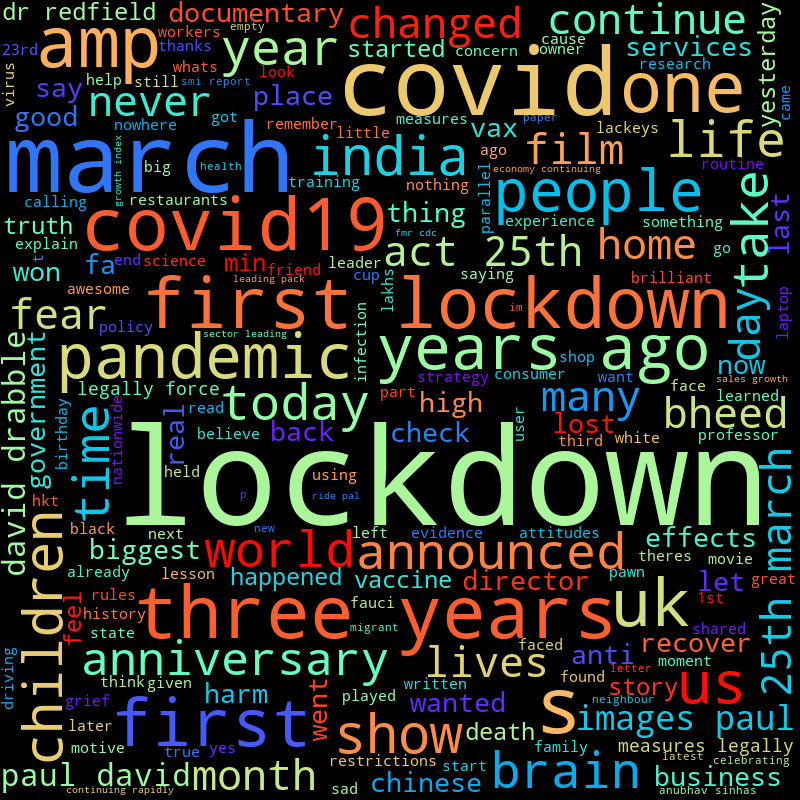 dr redfield
documentary
changed
continue
yesterday
23rd
workers
thanks
empty
amp
year
started
concern
cause
owner
services
research
virus
whats
look
covid
one
came
help
still
smi report
say
never
place
measures
paper
good
nowhere
got
remember
little
vax
lackeys
life
march
growth index
health
india
ago
film
routine
big
training
nothing
economy continuing
people
take
last
calling
restaurants
parallel
truth
explain
covid19
thing
experience
something
fmr cdc
act 25th
home
go
t
end
science
won
fa
min
friend
leader
cup
lakhs
saying
brilliant
day
awesome
leading pack
first lockdown
im
laptop
fear
policy
sector leading
infection
years ago
shop
now
david drabble
government
pandemic
legally force
strategy
consumer
want
face
sales growth
learned
birthday
nationwide
time
real
read
today
part
high
many
bheed
back
believe
check
user
lost
third
white
professor
lockdown
held
using
p
ride pal
hkt
black
new
next
left
evidence
attitudes
effects
25th march
children
biggest
world
announced
theres
movie
already
lesson
happened
vaccine
director
pawn
let
great
feel
rules
history
three years
fauci
uk
1st
shared
state
migrant
anniversary
lives
faced
anti
recover
moment
letter
driving
think
given
grief
harm
went
played
written
wanted
found
story
us
neighbour
later
first
show
death
s
images paul
motive
true
yes
restrictions
family
measures legally
latest
celebrating
paul david
month
sad
chinese
start
brain
business
continuing rapidly
anubhav sinhas